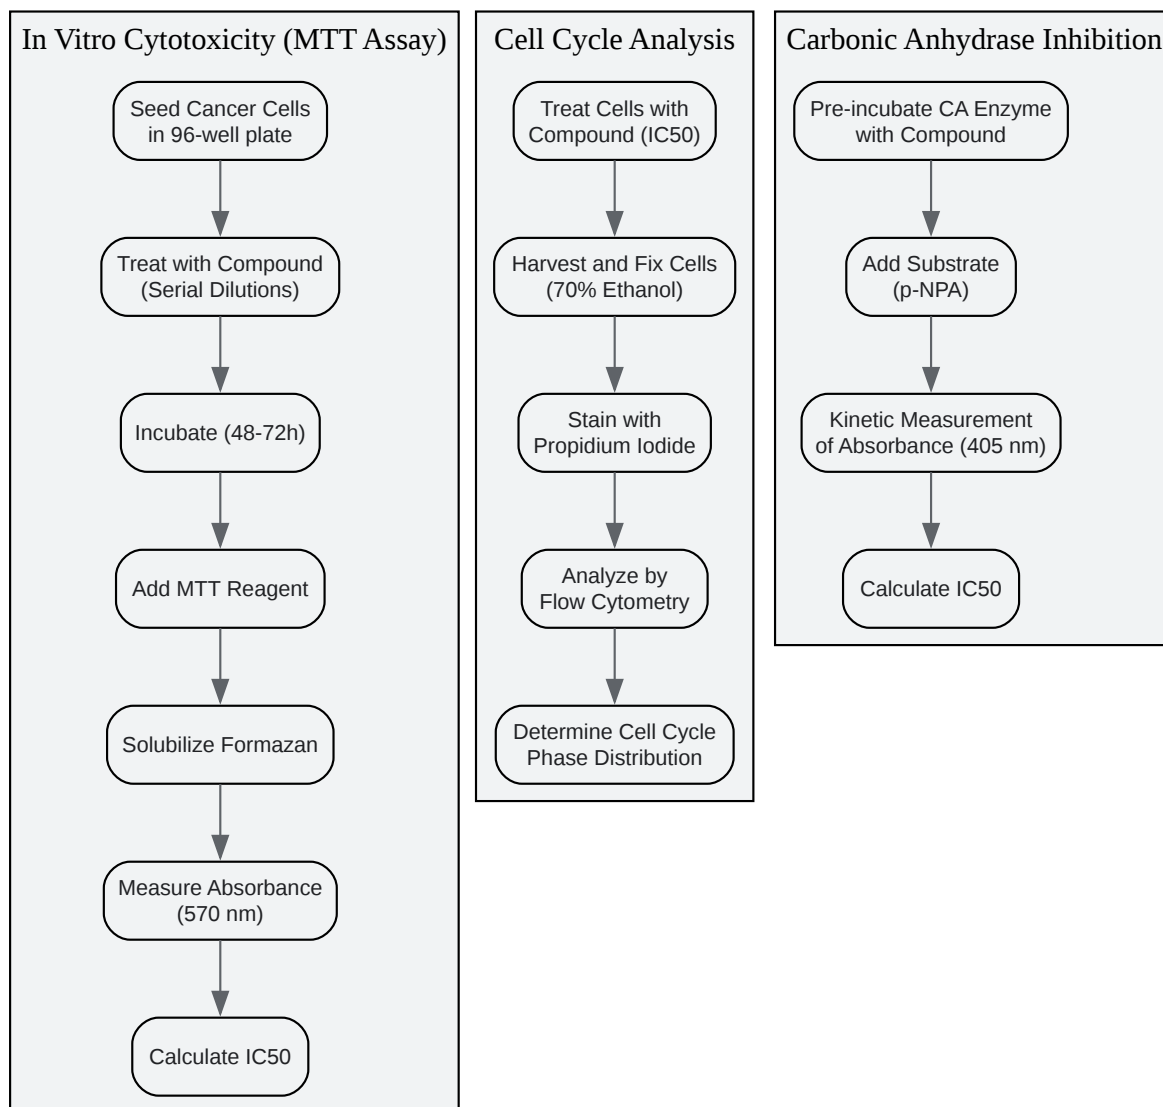 In Vitro Cytotoxicity (MTT Assay)
Seed Cancer Cells
in 96-well plate
Treat with Compound
(Serial Dilutions)
Incubate (48-72h)
Add MTT Reagent
Solubilize Formazan
Measure Absorbance
(570 nm)
Calculate IC50
Cell Cycle Analysis
Treat Cells with
Compound (IC50)
Harvest and Fix Cells
(70% Ethanol)
Stain with
Propidium Iodide
Analyze by
Flow Cytometry
Determine Cell Cycle
Phase Distribution
Carbonic Anhydrase Inhibition
Pre-incubate CA Enzyme
with Compound
Add Substrate
(p-NPA)
Kinetic Measurement
of Absorbance (405 nm)
Calculate IC50